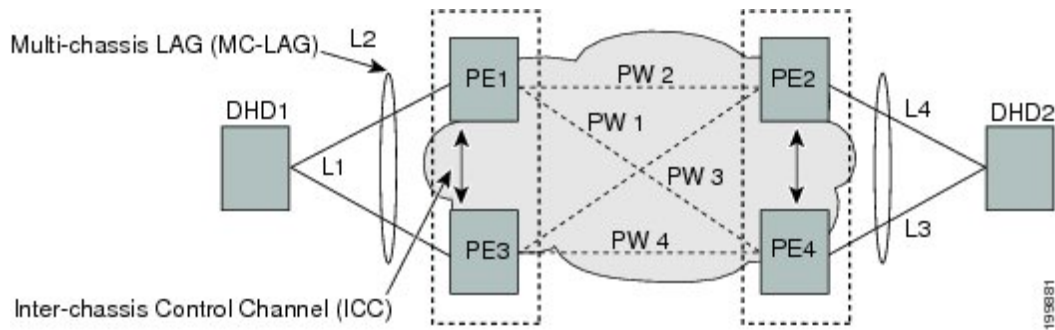 Multi-chassis LAG (MC-LAG)
L2
DHD1
L1
PE1
PE3
PW 2
PW 1
PW 3
PW 4
PE2
PE4
L4
L3
DHD2
Inter-chassis Control Channel (ICC)
199881